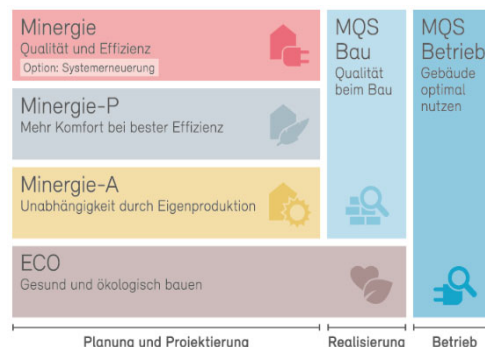 Minergie
Qualität und Effizienz
Option: Systemerneuerung
Minergie-P
Mehr Komfort bei bester Effizienz
Minergie-A
Unabhängigkeit durch Eigenproduktion
ECO
Gesund und ökologisch bauen
MQS
Bau
Qualität
beim Bau
MQS
Betrieb
Gebäude
optimal
nutzen
Planung und Projektierung
Realisierung
Betrieb